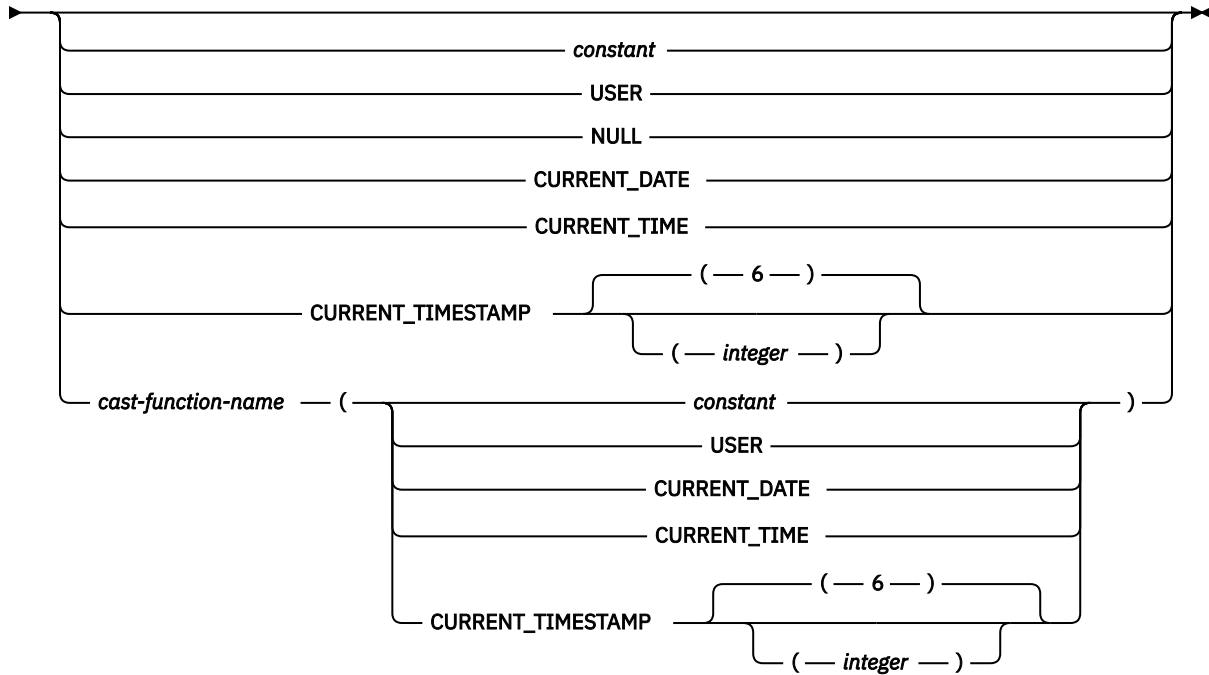 constant
USER
NULL
CURRENT_DATE
CURRENT_TIME
( 6 )
CURRENT_TIMESTAMP
( integer )
cast-function-name ( constant )
USER
CURRENT_DATE
CURRENT_TIME
( 6 )
CURRENT_TIMESTAMP
( integer )